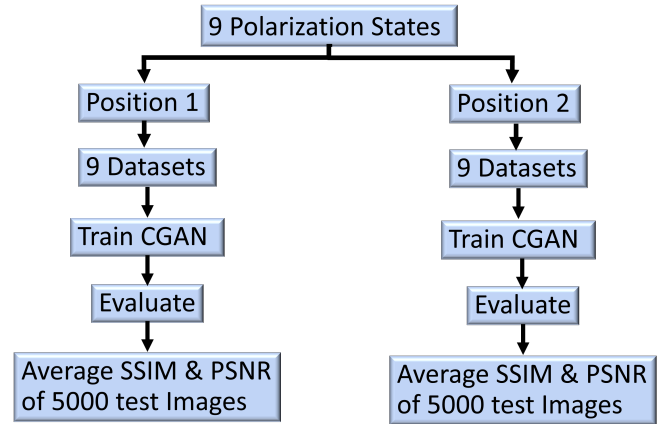 9 Polarization States
Position 1
9 Datasets
Train CGAN
Evaluate
Average SSIM & PSNR
of 5000 test Images
Position 2
9 Datasets
Train CGAN
Evaluate
Average SSIM & PSNR
of 5000 test Images